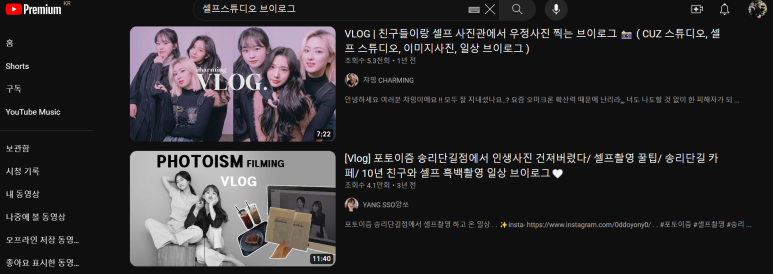 Premium KR
셀프스튜디오 브이로그
홈
Shorts
구독
YouTube Music
보관함
시청 기록
내 동영상
나중에 볼 동영상
오프라인 저장 동영...
좋아요 표시한 동영...
charming
VLOG.
7:22
VLOG | 친구들이랑 셀프 사진관에서 우정사진 찍는 브이로그 📸 ( CUZ 스튜디오, 셀
프 스튜디오, 이미지사진, 일상 브이로그 )
조회수 5.3천회 • 1년 전
챠밍 CHARMING
안녕하세요 여러분 챠밍이에요 !! 모두 잘 지내셨나요..? 요즘 오미크론 확산력 때문에 난리라,, 너도 나도할 것 없이 한 피해자가 되 ...
PHOTOISM FILMING
VLOG
11:40
[Vlog] 포토이즘 송리단길점에서 인생사진 건져버렸다/ 셀프촬영 꿀팁/ 송리단길 카
페/ 10년 친구와 셀프 흑백촬영 일상 브이로그🤍
조회수 4.1만회 • 3년 전
YANG SSO양쏘
포토이즘 송리단길점에서 셀프촬영 하고 온 일상 . . ✨insta- https://www.instagram.com/0ddoyony0/ . . #포토이즘 #셀프촬영 #송리 ...